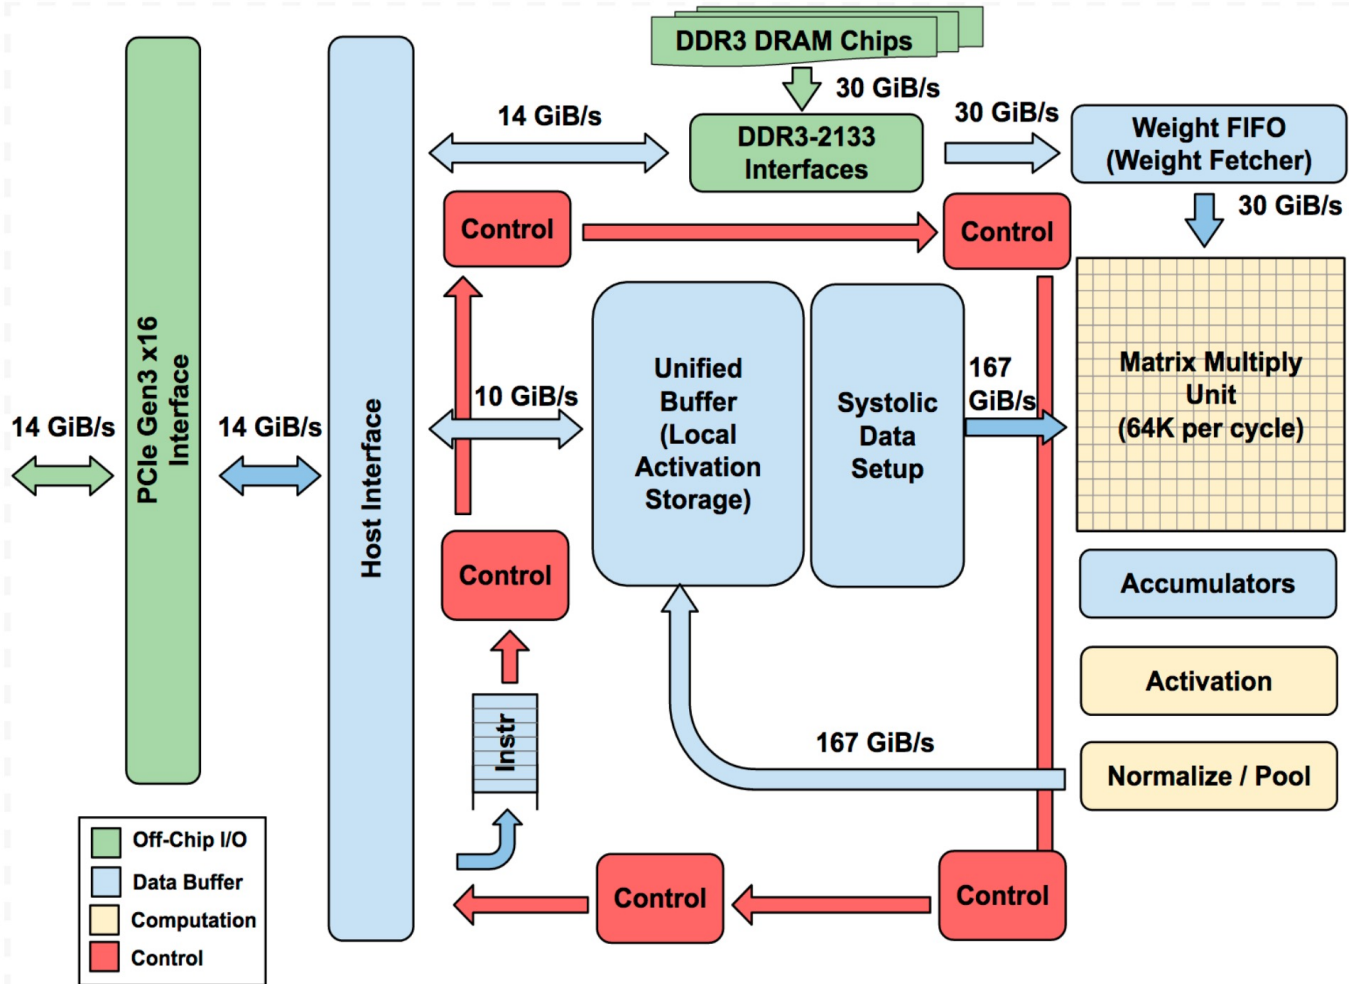 DDR3 DRAM Chips
30 GiB/s
14 GiB/s
DDR3-2133
Interfaces
30 GiB/s
Weight FIFO
(Weight Fetcher)
30 GiB/s
Control
Control
PCIe Gen3 x16
Interface
14 GiB/s
14 GiB/s
Host Interface
10 GiB/s
Unified
Buffer
(Local
Activation
Storage)
Systolic
Data
Setup
167
GiB/s
Matrix Multiply
Unit
(64K per cycle)
Control
Accumulators
Activation
Instr
167 GiB/s
Normalize / Pool
Control
Control
Off-Chip I/O
Data Buffer
Computation
Control